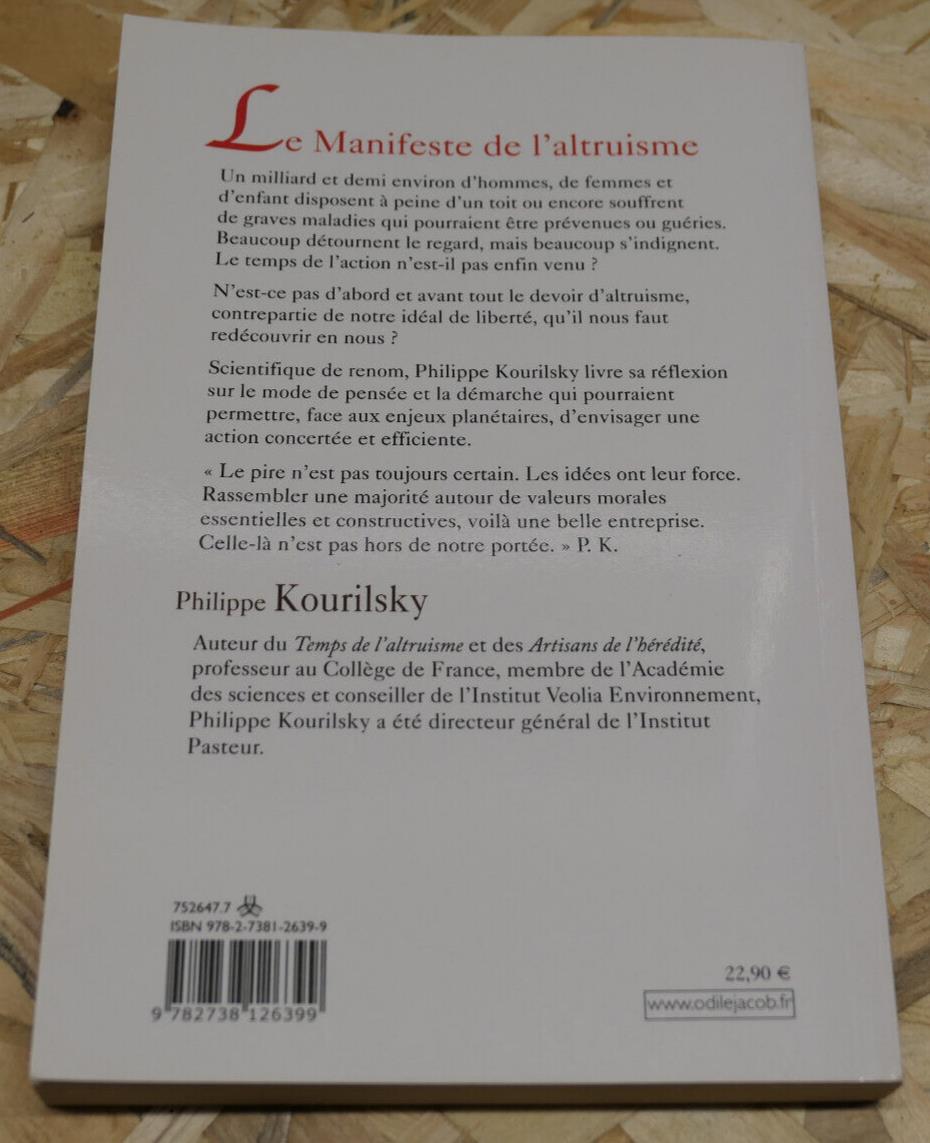 Le Manifeste de l'altruisme
Un milliard et demi environ d'hommes, de femmes et
d'enfant disposent à peine d'un toit ou encore souffrent
de graves maladies qui pourraient être prévenues ou guéries.
Beaucoup détournent le regard, mais beaucoup s'indignent.
Le temps de l'action n'est-il pas enfin venu ?
N'est-ce pas d'abord et avant tout le devoir d'altruisme,
contrepartie de notre idéal de liberté, qu'il nous faut
redécouvrir en nous ?
Scientifique de renom, Philippe Kourilsky livre sa réflexion
sur le mode de pensée et la démarche qui pourraient
permettre, face aux enjeux planétaires, d'envisager une
action concertée et efficiente.
« Le pire n'est pas toujours certain. Les idées ont leur force.
Rassembler une majorité autour de valeurs morales
essentielles et constructives, voilà une belle entreprise.
Celle-là n'est pas hors de notre portée. » P. K.
Philippe Kourilsky
Auteur du Temps de l'altruisme et des Artisans de l'hérédité,
professeur au Collège de France, membre de l'Académie
des sciences et conseiller de l'Institut Veolia Environnement,
Philippe Kourilsky a été directeur général de l'Institut
Pasteur.
752647.7
ISBN 978-2-7381-2639-9
9 782738 126399
22,90 €
www.odilejacob.fr